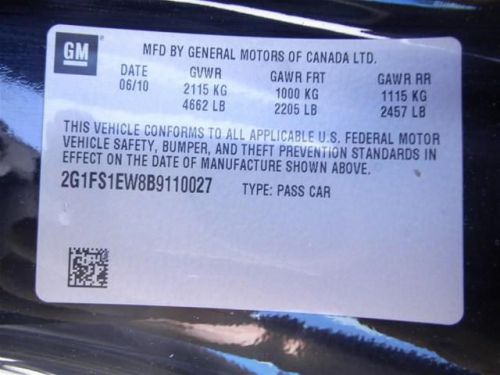 GM
MFD BY GENERAL MOTORS OF CANADA LTD.
DATE GVWR GAWR FRT GAWR RR
06/10 2115 KG 1000 KG 1115 KG
4662 LB 2205 LB 2457 LB
THIS VEHICLE CONFORMS TO ALL APPLICABLE U.S. FEDERAL MOTOR
VEHICLE SAFETY, BUMPER, AND THEFT PREVENTION STANDARDS IN
EFFECT ON THE DATE OF MANUFACTURE SHOWN ABOVE.
2G1FS1EW8B9110027 TYPE: PASS CAR